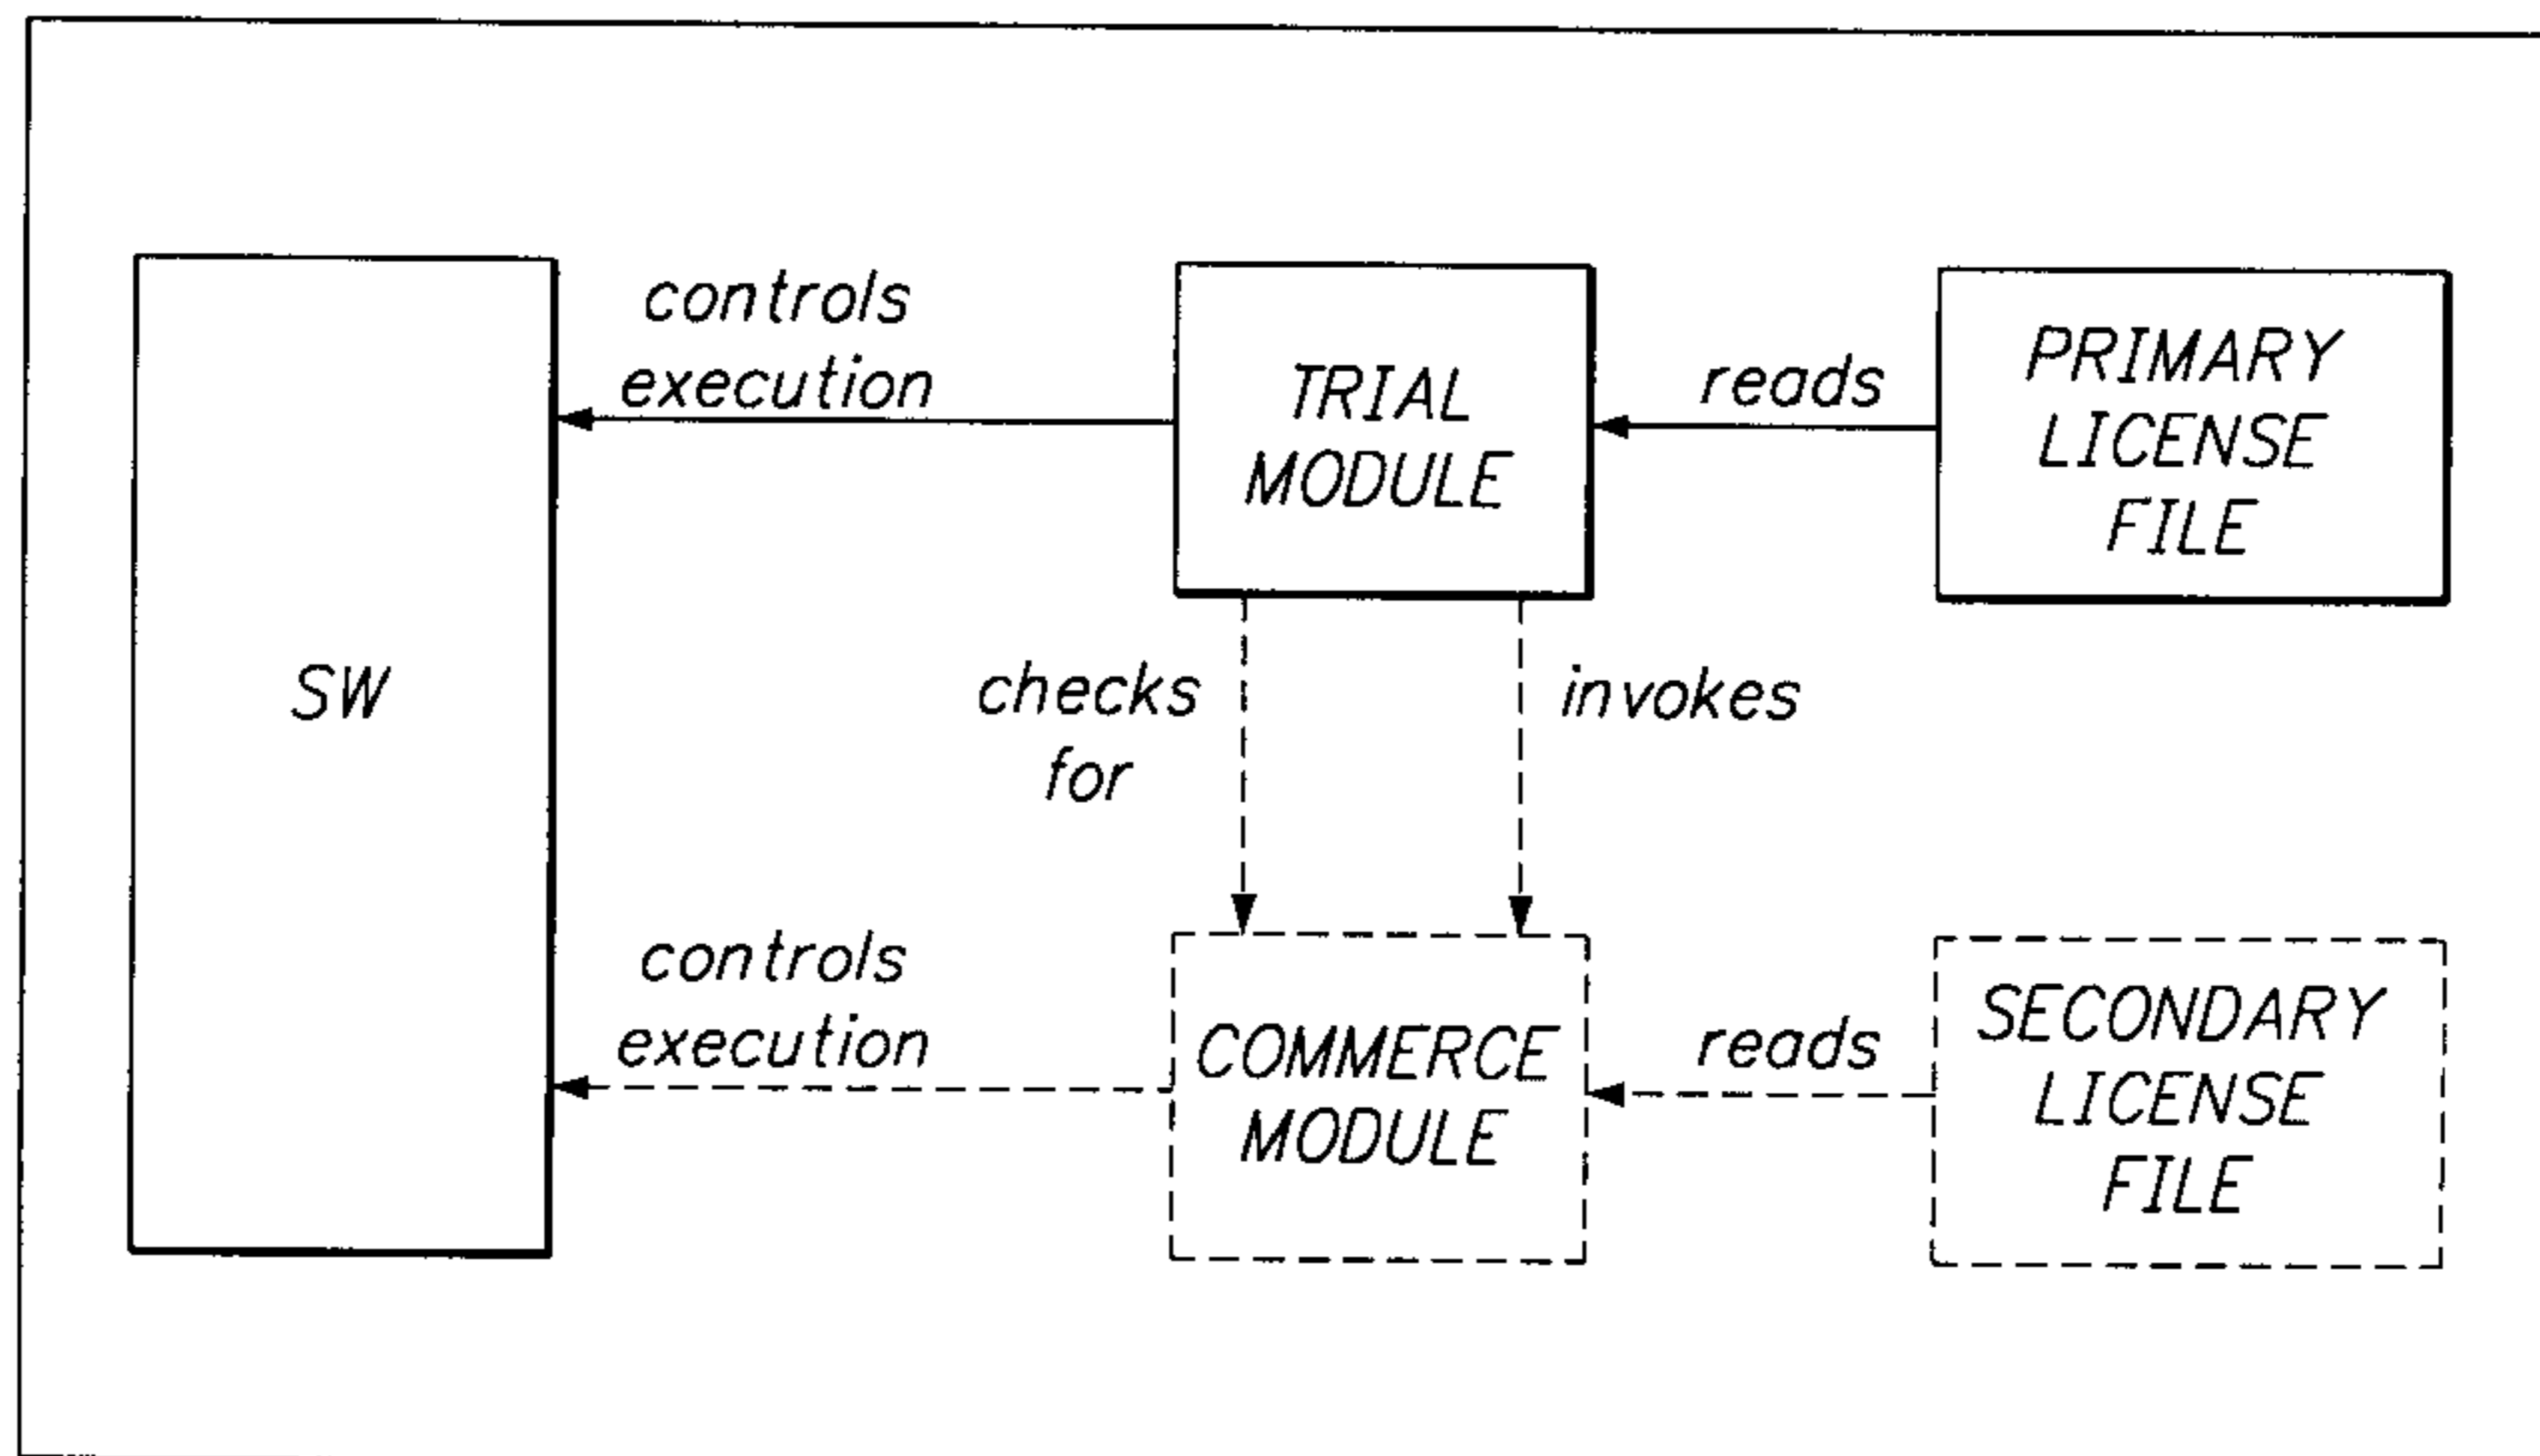 controls
execution
TRIAL
MODULE
reads
PRIMARY
LICENSE
FILE
SW
checks
for
invokes
controls
execution
COMMERCE
MODULE
reads
SECONDARY
LICENSE
FILE